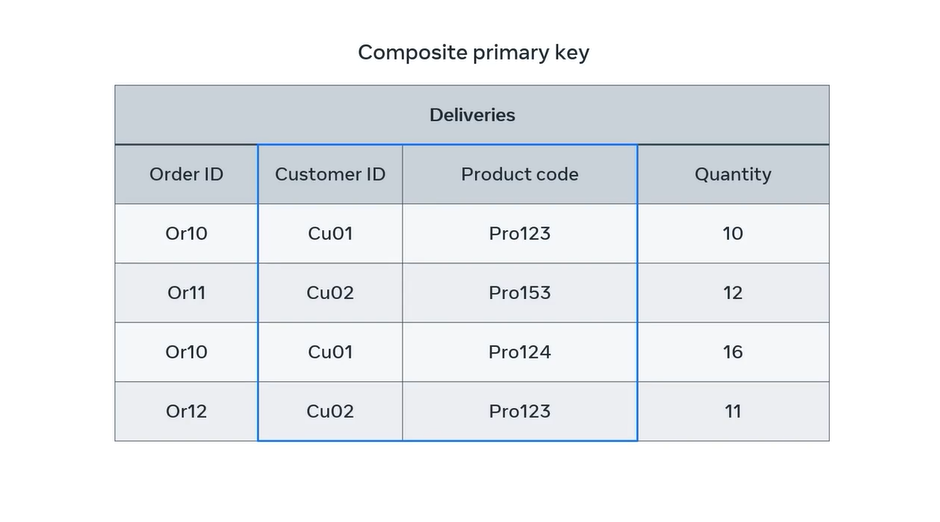 Composite primary key
Deliveries
Order ID Customer ID Product code Quantity
Or10 Cu01 Pro123 10
Or11 Cu02 Pro153 12
Or10 Cu01 Pro124 16
Or12 Cu02 Pro123 11